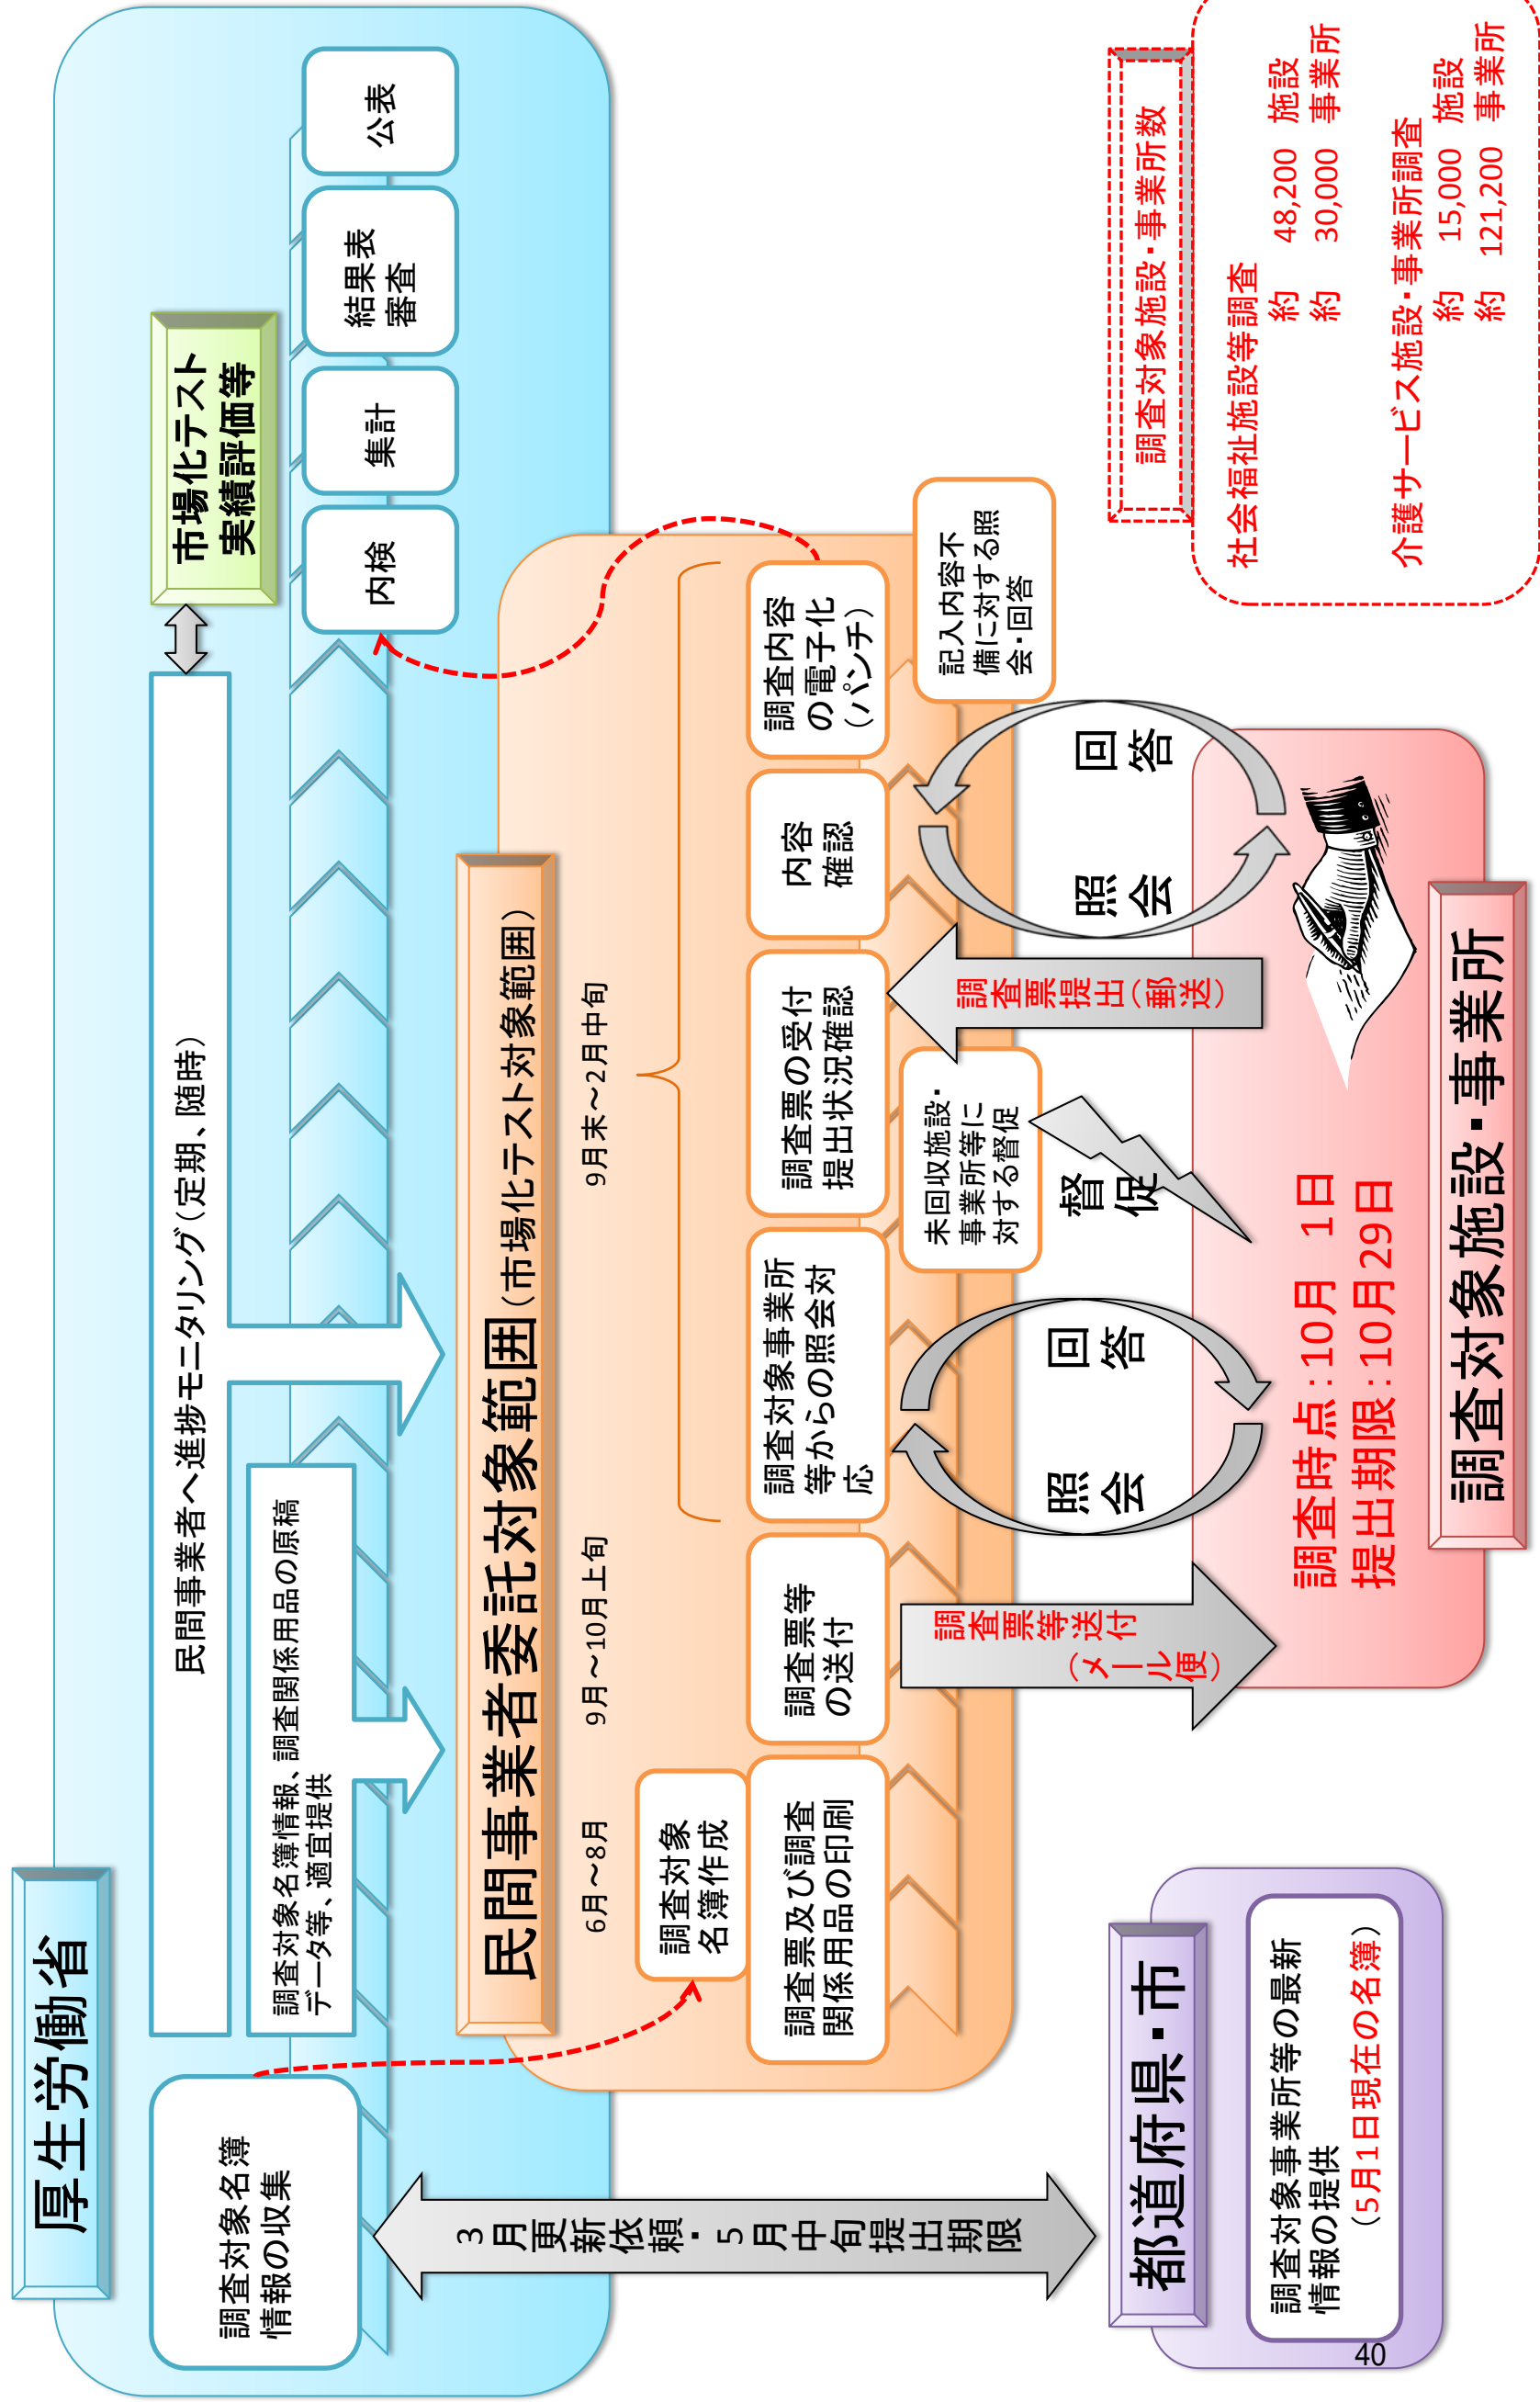 厚生労働省
調査対象名簿
情報の収集
民間事業者へ進捗モニタリング（定期、随時）
市場化テスト
実績評価等
調査対象名簿情報、調査関係用品の原稿
データ等、適宜提供
内検
集計
結果表
審査
公表
民間事業者委託対象範囲（市場化テスト対象範囲）
6月～8月
9月～10月上旬
9月末～2月中旬
調査対象
名簿作成
調査票及び調査
関係用品の印刷
調査票等
の送付
調査対象事業所
等からの照会対
応
調査票の受付
提出状況確認
内容
確認
調査内容
の電子化
（パンチ）
未回収施設・
事業所等に
対する督促
記入内容不
備に対する照
会・回答
3月更新依頼・5月中旬提出期限
調査票等送付
（メール便）
照会
回答
督促
調査票提出（郵送）
照会
回答
都道府県・市
調査対象事業所等の最新
情報の提供
（5月1日現在の名簿）
調査時点：10月　1日
提出期限：10月29日
調査対象施設・事業所
調査対象施設・事業所数
社会福祉施設等調査
約　48,200　施設
約　30,000　事業所
介護サービス施設・事業所調査
約　15,000　施設
約　121,200　事業所
40